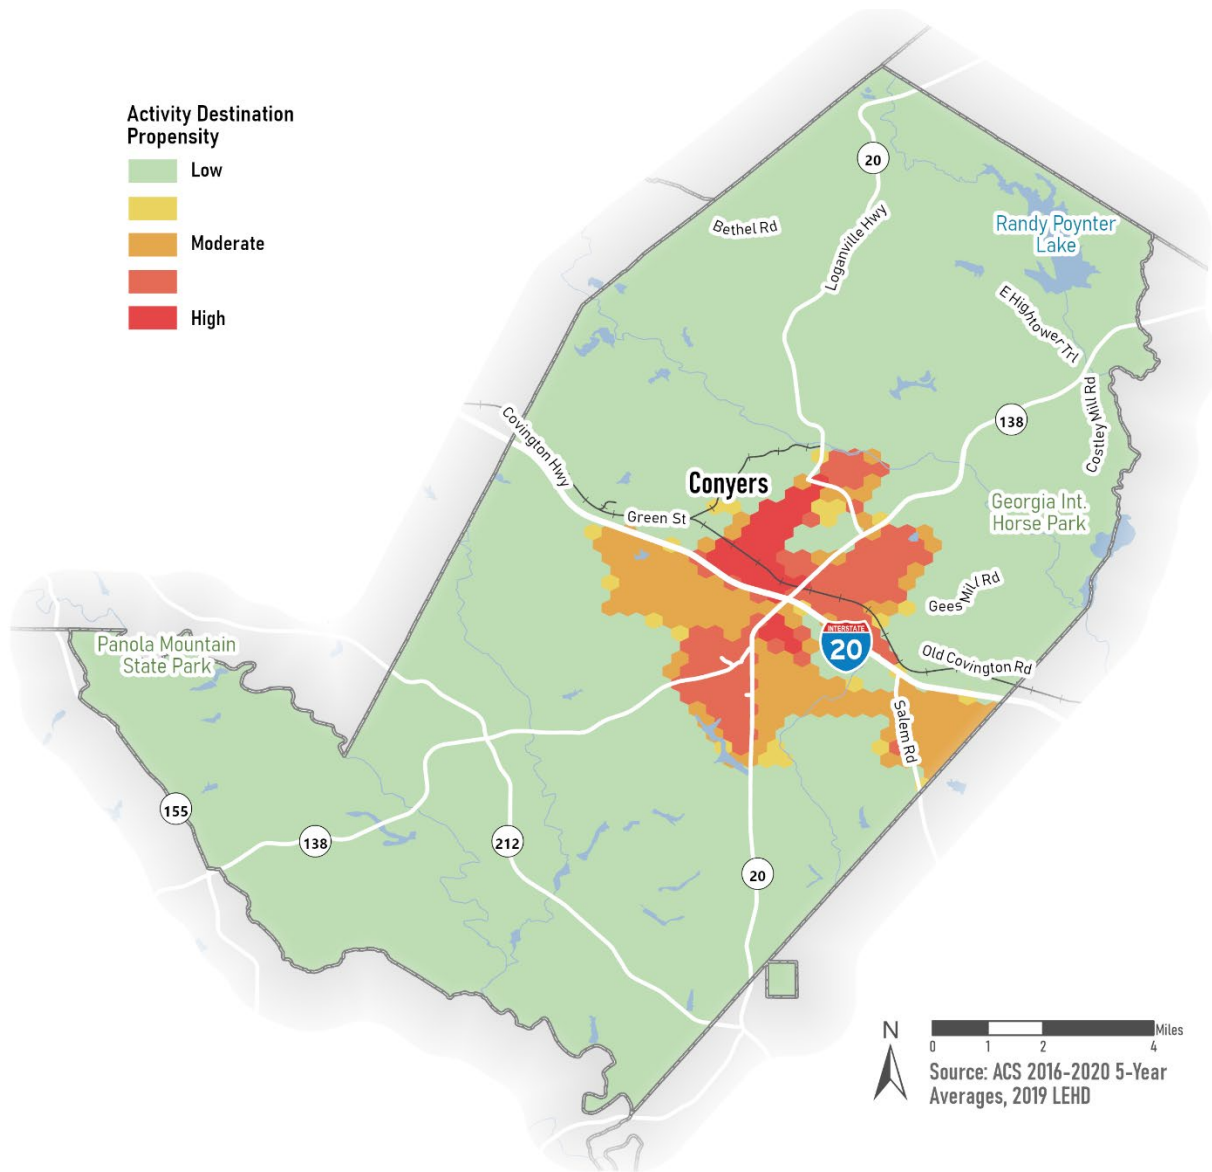 Activity Destination
Propensity
Low
Moderate
High
20
Bethel Rd
Loganville Hwy
Randy Poynter
Lake
E Hightower Trl
Costley Mill Rd
138
Covington Hwy
Conyers
Green St
Georgia Int.
Horse Park
Gees Mill Rd
INTERSTATE
20
Old Covington Rd
Panola Mountain
State Park
Salem Rd
155
138
212
20
N
Miles
0 1 2 4
Source: ACS 2016-2020 5-Year
Averages, 2019 LEHD